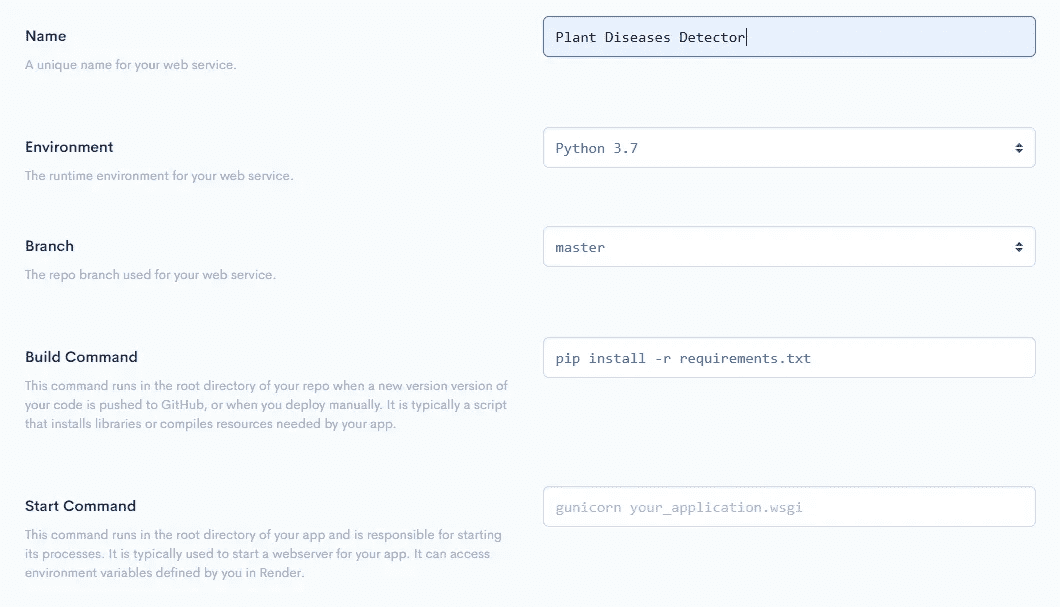 Name
Plant Diseases Detector
A unique name for your web service.
Environment
Python 3.7
The runtime environment for your web service.
Branch
master
The repo branch used for your web service.
Build Command
pip install -r requirements.txt
This command runs in the root directory of your repo when a new version version of
your code is pushed to GitHub, or when you deploy manually. It is typically a script
that installs libraries or compiles resources needed by your app.
Start Command
gunicorn your_application.wsgi
This command runs in the root directory of your app and is responsible for starting
its processes. It is typically used to start a webserver for your app. It can access
environment variables defined by you in Render.